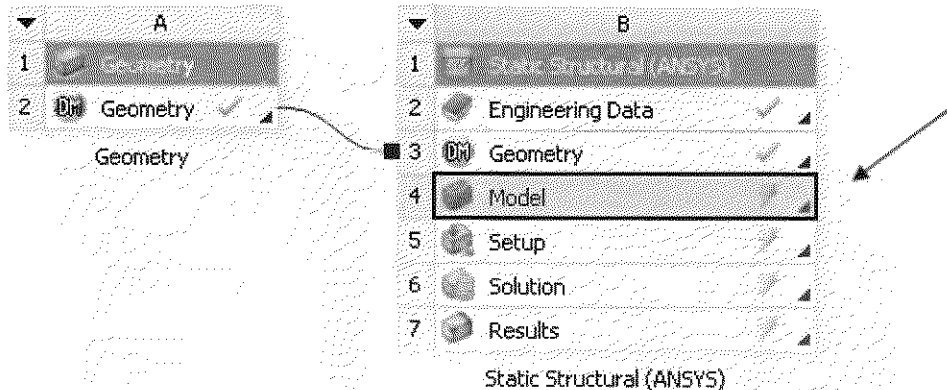 A
1 Geometry
2 DM Geometry
Geometry
B
1 Static Structural (ANSYS)
2 Engineering Data
3 DM Geometry
4 Model
5 Setup
6 Solution
7 Results
Static Structural (ANSYS)